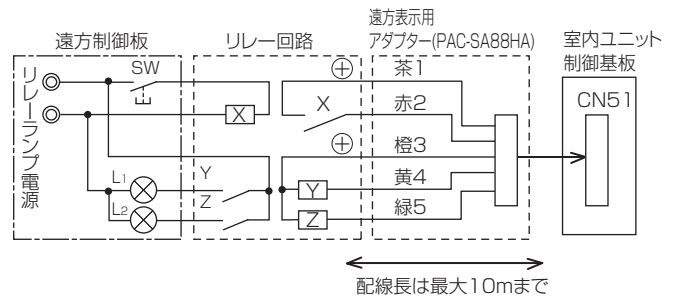 遠方制御板
リレー回路
遠方表示用
アダプター(PAC-SA88HA)
室内ユニット
制御基板
リレーランプ電源
SW
X
L1
L2
Y
Z
X
Y
Z
茶1
赤2
橙3
黄4
緑5
CN51
配線長は最大10mまで